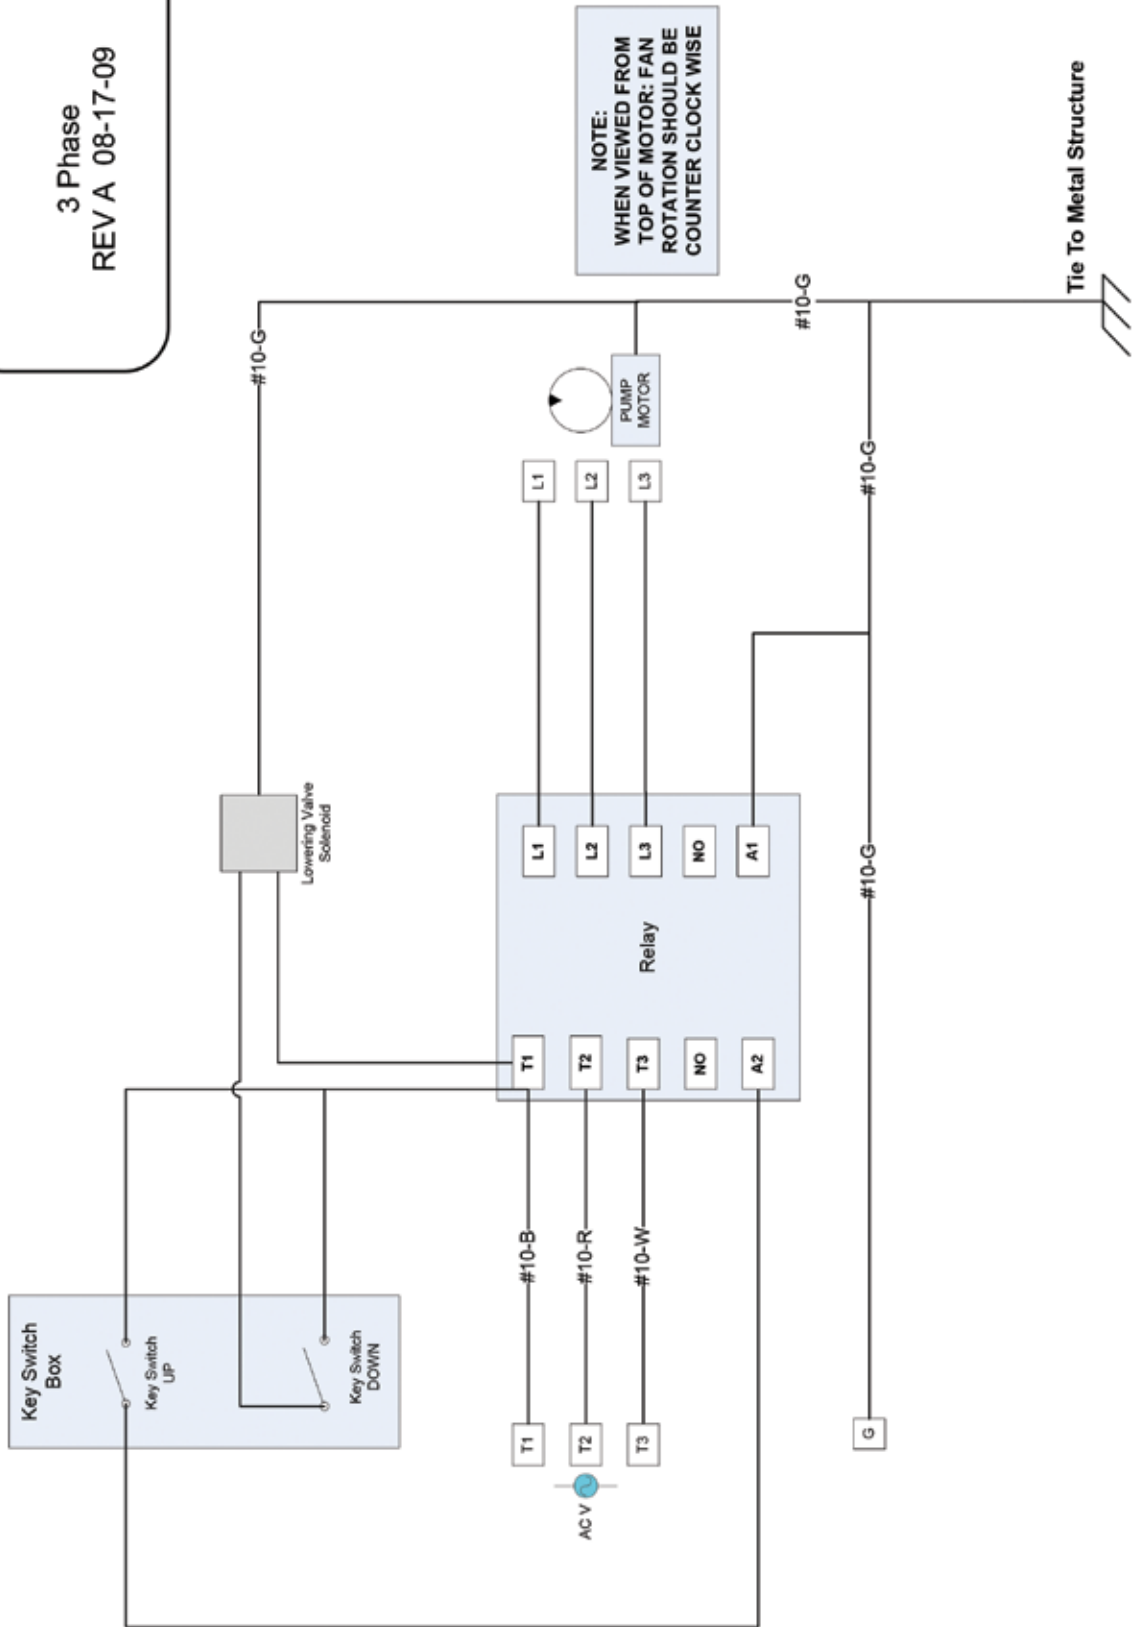 3 Phase
REV A 08-17-09
Key Switch
Box
Key Switch
UP
Key Switch
DOWN
#10-G
Lowering Valve
Solenoid
AC V
T1
T2
T3
#10-B
#10-R
#10-W
T1
T2
T3
NO
A2
Relay
L1
L2
L3
NO
A1
L1
L2
L3
PUMP
MOTOR
NOTE:
WHEN VIEWED FROM
TOP OF MOTOR: FAN
ROTATION SHOULD BE
COUNTER CLOCK WISE
#10-G
G
#10-G
#10-G
Tie To Metal Structure